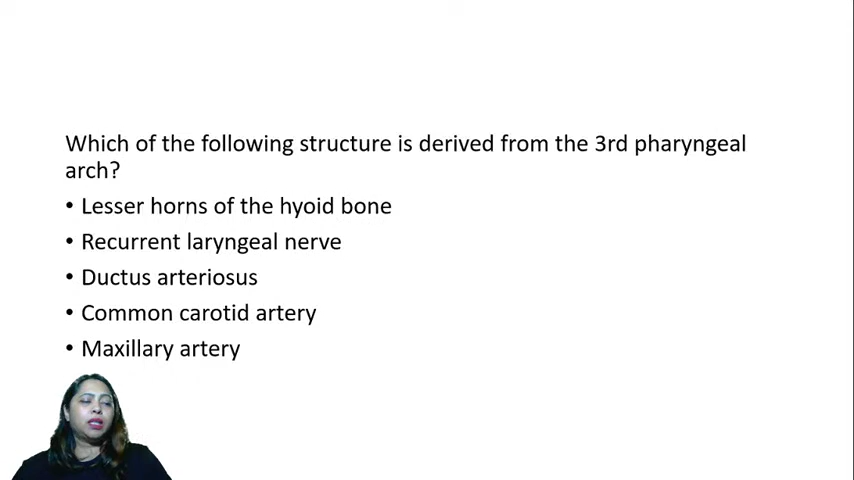 Which of the following structure is derived from the 3rd pharyngeal
arch?
• Lesser horns of the hyoid bone
• Recurrent laryngeal nerve
• Ductus arteriosus
• Common carotid artery
• Maxillary artery